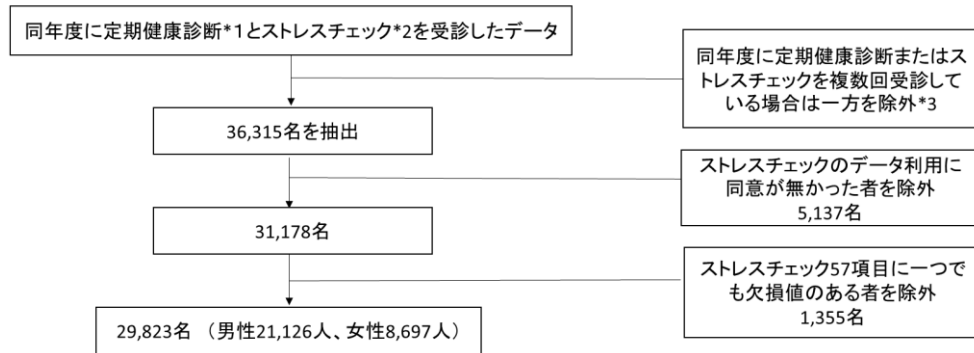 同年度に定期健康診断*1とストレスチェック*2を受診したデータ
同年度に定期健康診断またはス
トレスチェックを複数回受診して
いる場合は一方を除外*3
36,315名を抽出
ストレスチェックのデータ利用に
同意が無かった者を除外
5,137名
31,178名
ストレスチェック57項目に一つで
も欠損値のある者を除外
1,355名
29,823名 （男性21,126人、女性8,697人）